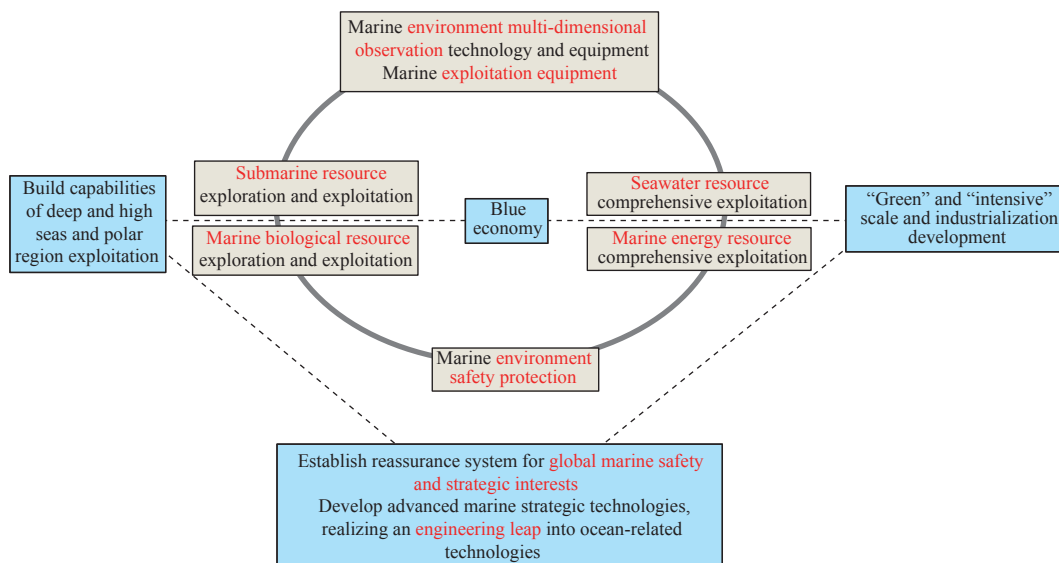 Marine environment multi-dimensional
observation technology and equipment
Marine exploitation equipment
Submarine resource
exploration and exploitation
Seawater resource
comprehensive exploitation
Build capabilities
of deep and high
seas and polar
region exploitation
Blue
economy
“Green” and “intensive”
scale and industrialization
development
Marine biological resource
exploration and exploitation
Marine energy resource
comprehensive exploitation
Marine environment
safety protection
Establish reassurance system for global marine safety
and strategic interests
Develop advanced marine strategic technologies,
realizing an engineering leap into ocean-related
technologies